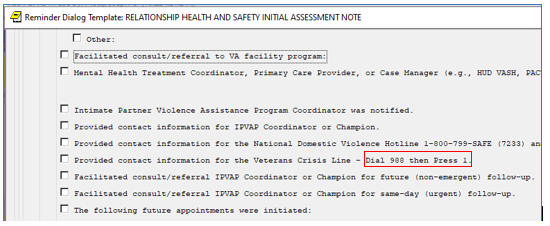 Reminder Dialog Template: RELATIONSHIP HEALTH AND SAFETY INITIAL ASSESSMENT NOTE
Other:
Facilitated consult/referral to VA facility program:
Mental Health Treatment Coordinator, Primary Care Provider, or Case Manager (e.g., HUD VASH, PAC
Intimate Partner Violence Assistance Program Coordinator was notified.
Provided contact information for IPVAP Coordinator or Champion.
Provided contact information for the National Domestic Violence Hotline 1-800-799-SAFE (7233) an
Provided contact information for the Veterans Crisis Line - Dial 988 then Press 1.
Facilitated consult/referral IPVAP Coordinator or Champion for future (non-emergent) follow-up.
Facilitated consult/referral IPVAP Coordinator or Champion for same-day (urgent) follow-up.
The following future appointments were initiated: